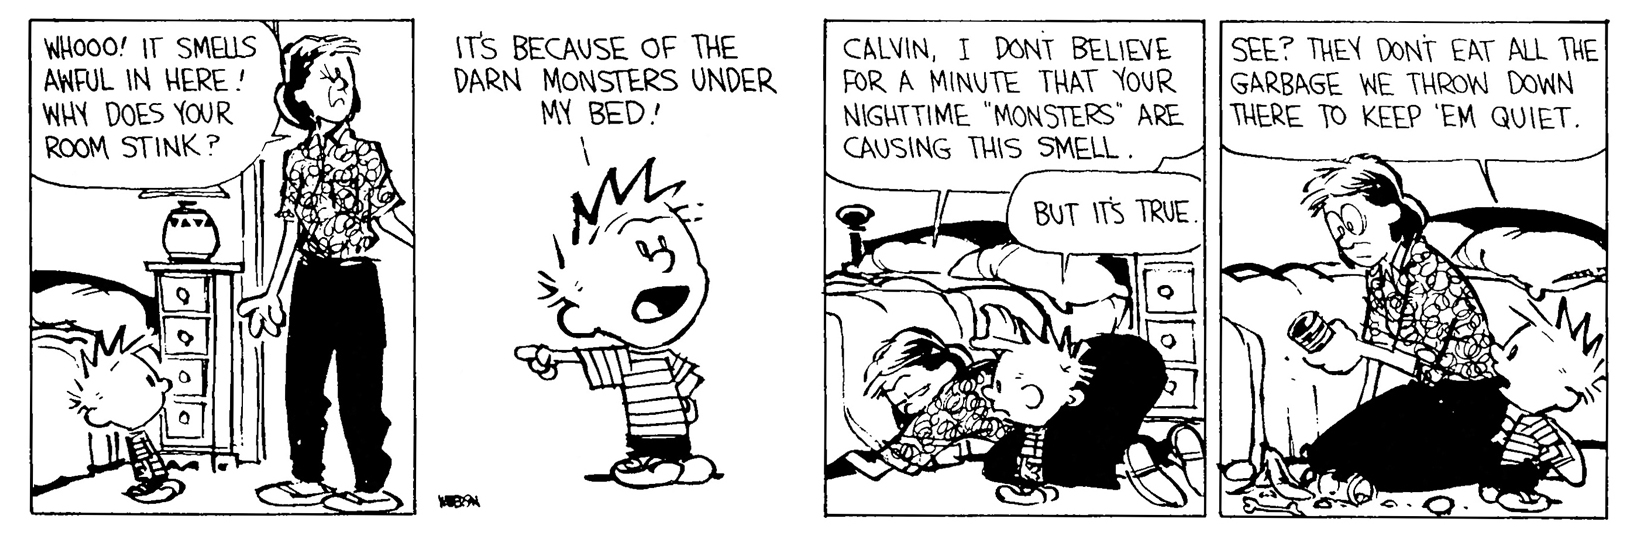 WHOOO! IT SMELLS
AWFUL IN HERE!
WHY DOES YOUR
ROOM STINK?
IT'S BECAUSE OF THE
DARN MONSTERS UNDER
MY BED!
CALVIN, I DON'T BELIEVE
FOR A MINUTE THAT YOUR
NIGHTTIME "MONSTERS" ARE
CAUSING THIS SMELL.
BUT IT'S TRUE.
SEE? THEY DON'T EAT ALL THE
GARBAGE WE THROW DOWN
THERE TO KEEP 'EM QUIET.